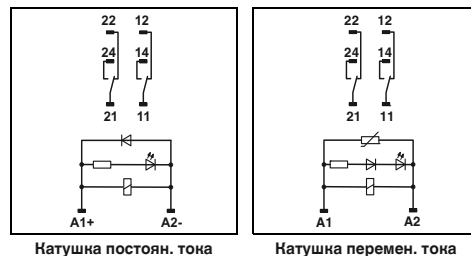 22 12
24 14
21 11
A1+ A2-
Катушка постоян. тока
22 12
24 14
21 11
A1 A2
Катушка перемен. тока